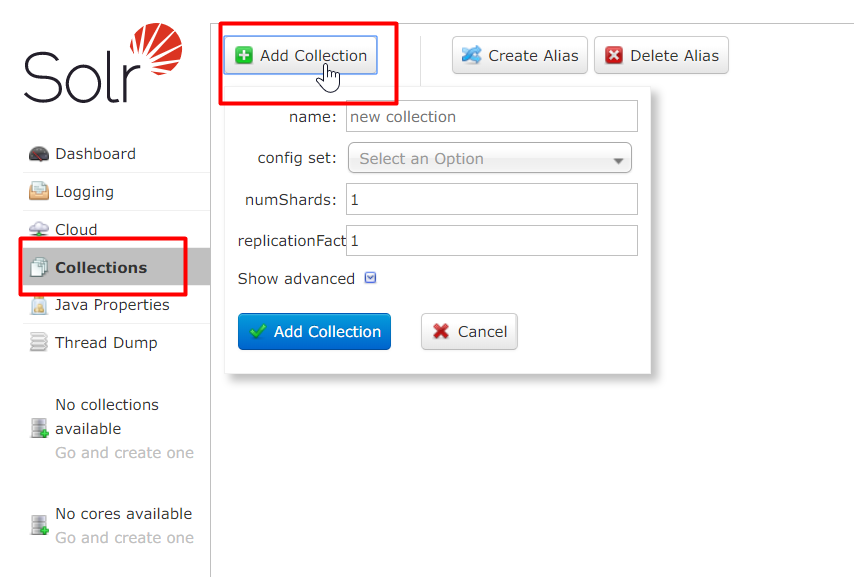 Solr
Dashboard
Logging
Cloud
Collections
Java Properties
Thread Dump
No collections
available
Go and create one
No cores available
Go and create one
Add Collection
Create Alias
Delete Alias
name: new collection
config set: Select an Option
numShards: 1
replicationFact 1
Show advanced
Add Collection
Cancel